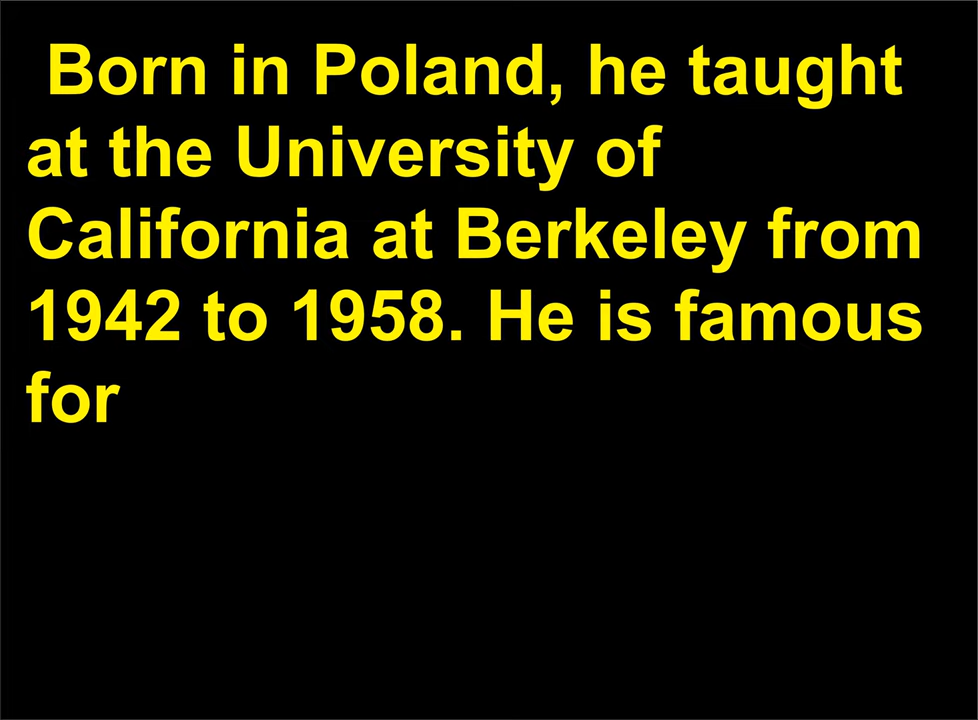 Born in Poland, he taught
at the University of
California at Berkeley from
1942 to 1958. He is famous
for